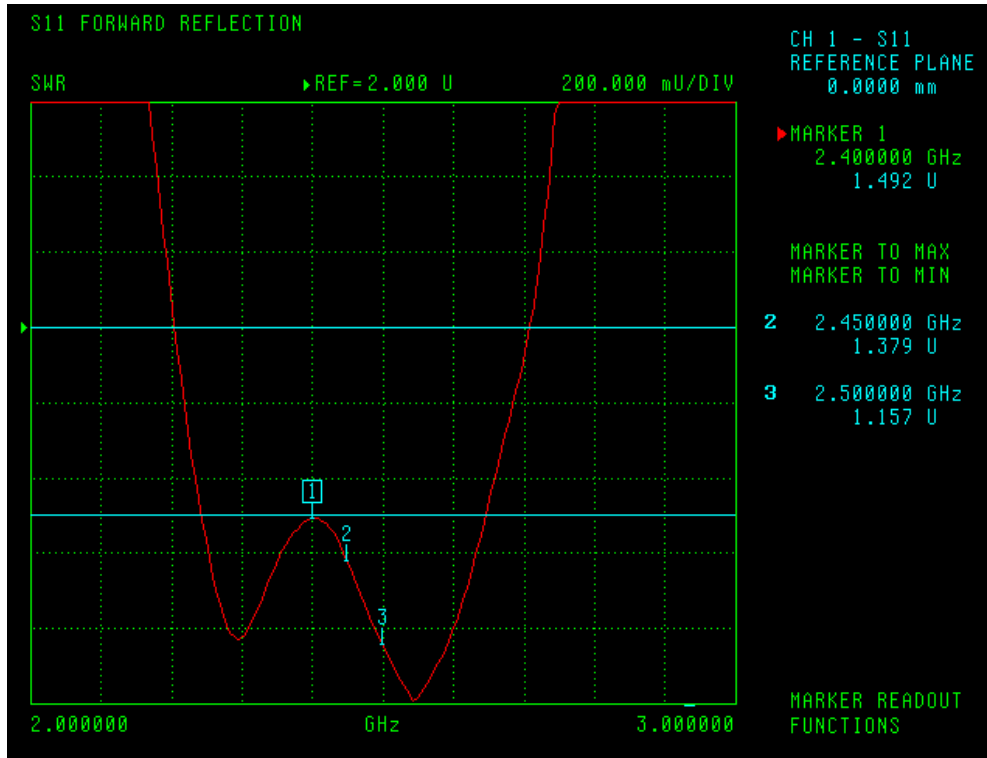 S11 FORWARD REFLECTION
SWR
▸REF=2.000 U
200.000 mU/DIV
1
2
3
2.000000
GHz
3.000000
CH 1 - S11
REFERENCE PLANE
0.0000 mm
▶MARKER 1
2.400000 GHz
1.492 U
MARKER TO MAX
MARKER TO MIN
2 2.450000 GHz
1.379 U
3 2.500000 GHz
1.157 U
MARKER READOUT
FUNCTIONS